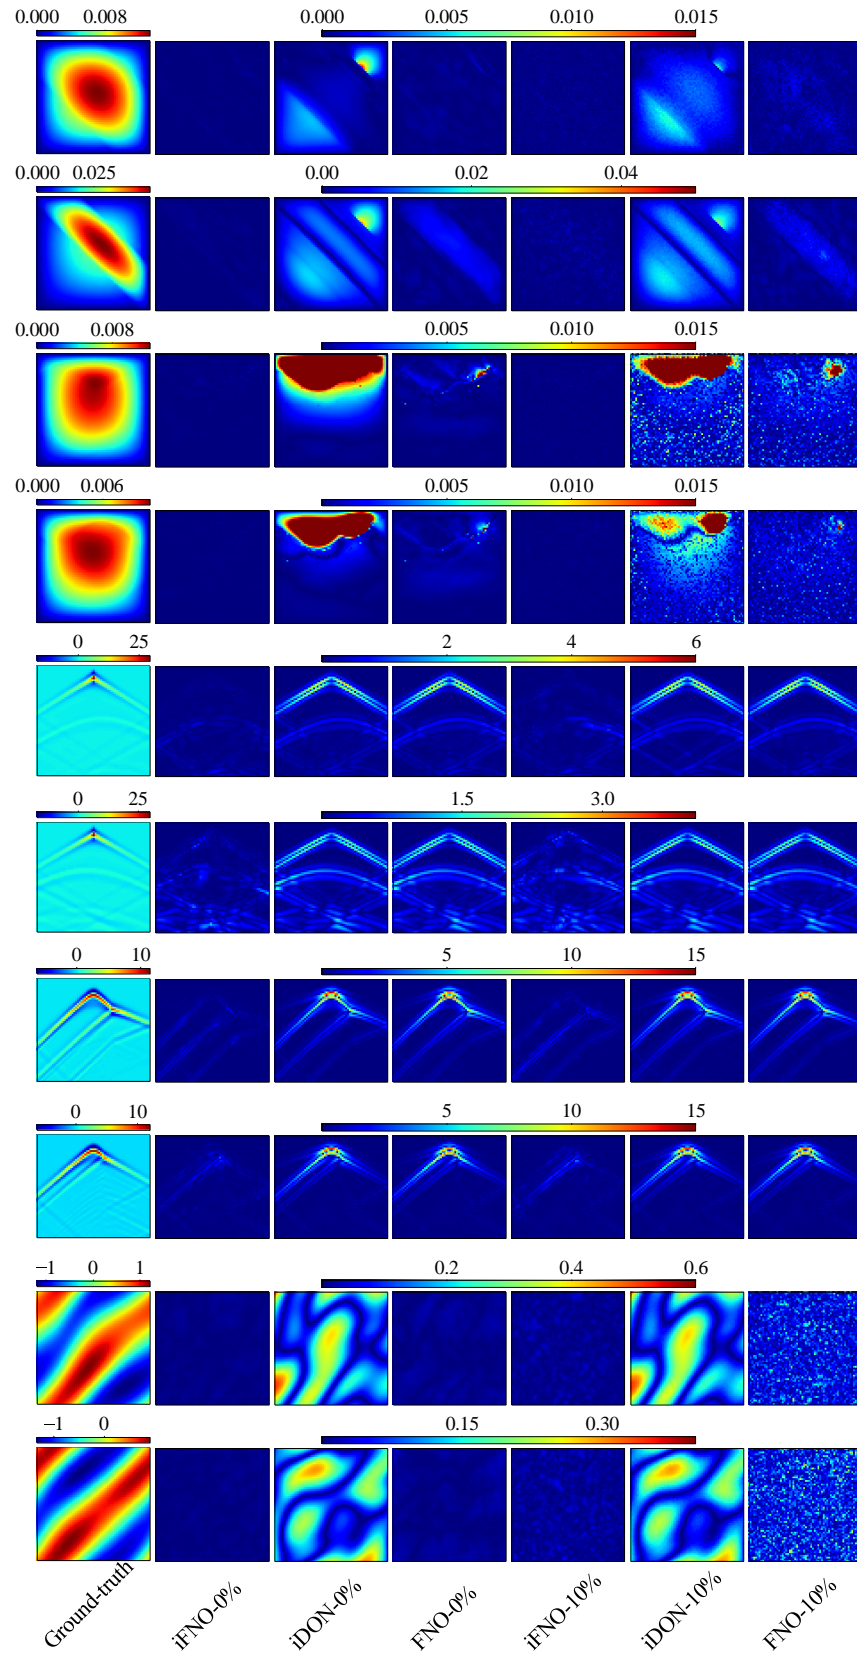 0.000 0.008 0.000 0.005 0.010 0.015
0.000 0.025 0.00 0.02 0.04
0.000 0.008 0.005 0.010 0.015
0.000 0.006 0.005 0.010 0.015
0 25 2 4 6
0 25 1.5 3.0
0 10 5 10 15
0 10 5 10 15
−1 0 1 0.2 0.4 0.6
−1 0 0.15 0.30
Ground-truth iFNO-0% iDON-0% FNO-0% iFNO-10% iDON-10% FNO-10%